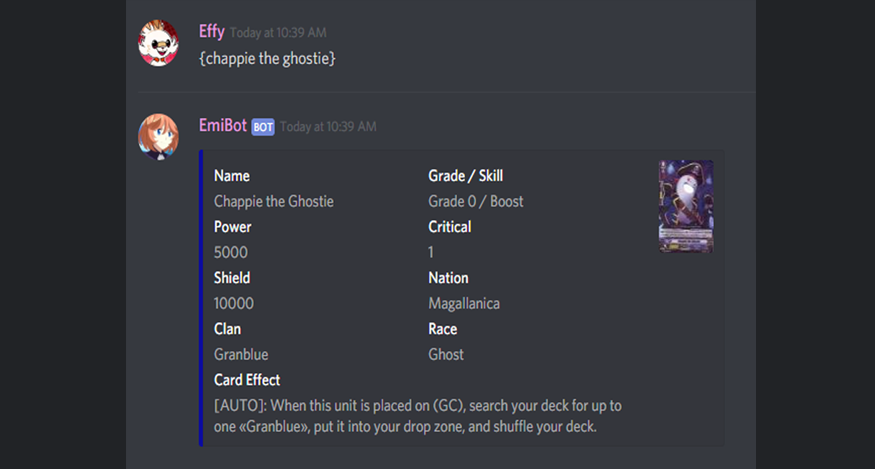 Effy Today at 10:39 AM
{chappie the ghostie}
EmiBot BOT Today at 10:39 AM
Name Grade / Skill
Chappie the Ghostie Grade 0 / Boost
Power Critical
5000 1
Shield Nation
10000 Magallanica
Clan Race
Granblue Ghost
Card Effect
[AUTO]: When this unit is placed on (GC), search your deck for up to
one «Granblue», put it into your drop zone, and shuffle your deck.